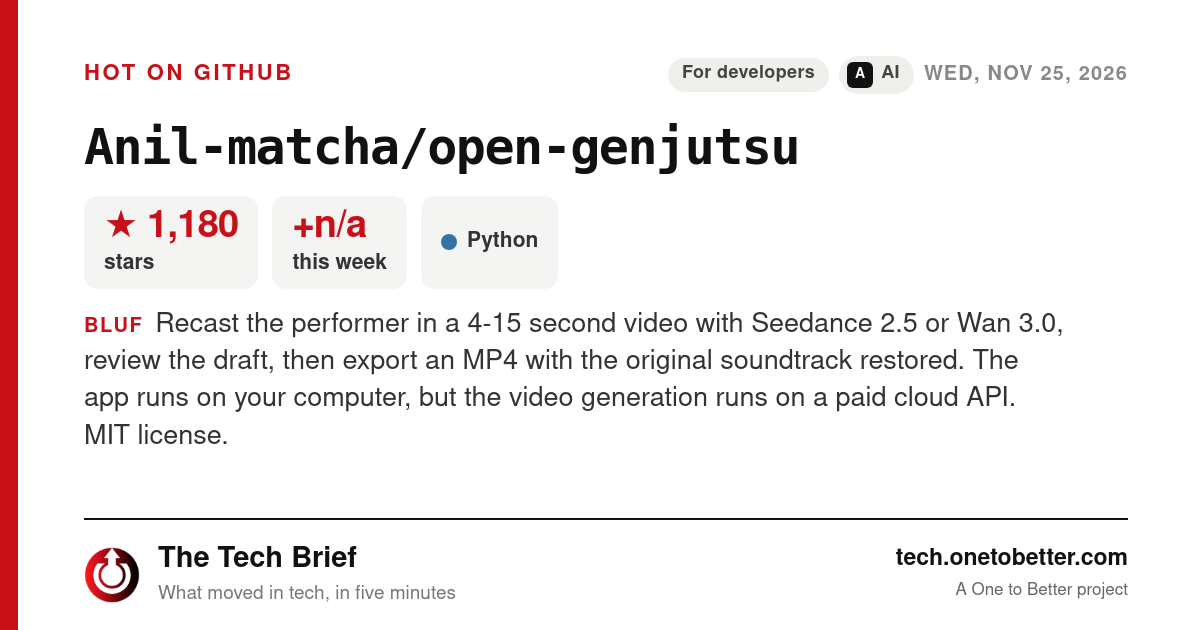 HOT ON GITHUB
For developers
A AI
WED, NOV 25, 2026
Anil-matcha/open-genjutsu
★ 1,180
stars
+n/a
this week
Python
BLUF Recast the performer in a 4-15 second video with Seedance 2.5 or Wan 3.0,
review the draft, then export an MP4 with the original soundtrack restored. The
app runs on your computer, but the video generation runs on a paid cloud API.
MIT license.
The Tech Brief
What moved in tech, in five minutes
tech.onetobetter.com
A One to Better project